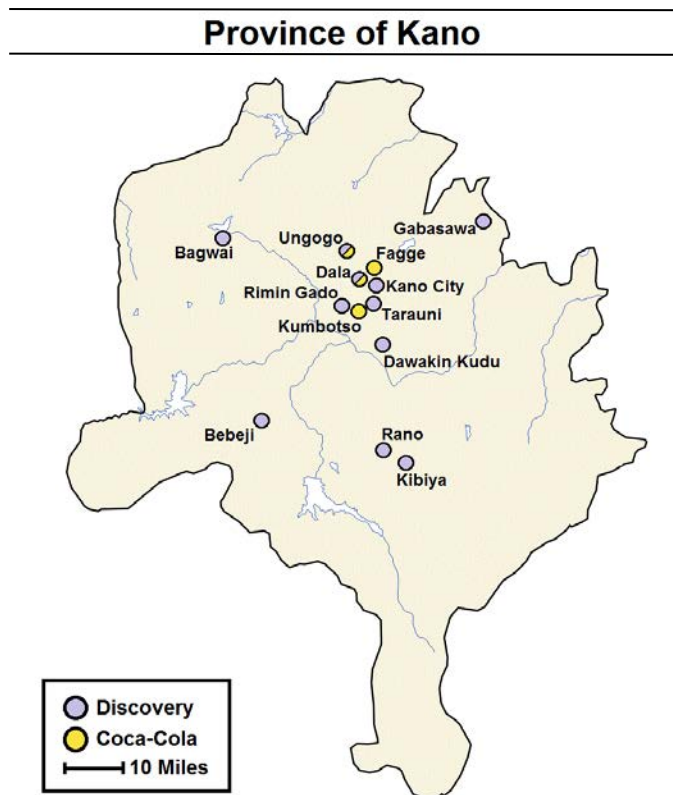 Province of Kano
Gabasawa
Ungogo
Bagwai
Fagge
Dala
Kano City
Rimin Gado
Tarauni
Kumbotso
Dawakin Kudu
Bebeji
Rano
Kibiya
Discovery
Coca-Cola
10 Miles